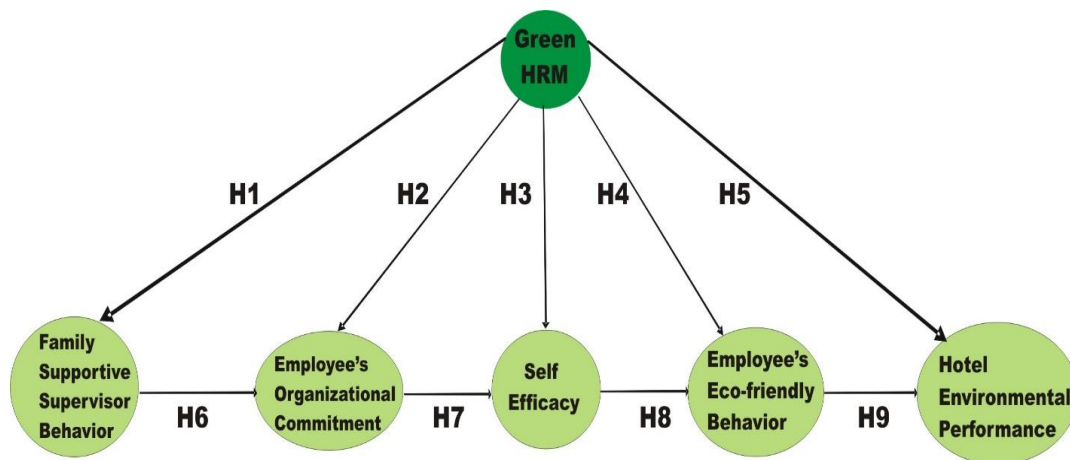 Green
HRM
H1
H2
H3
H4
H5
Family
Supportive
Supervisor
Behavior
H6
Employee's
Organizational
Commitment
H7
Self
Efficacy
H8
Employee's
Eco-friendly
Behavior
H9
Hotel
Environmental
Performance